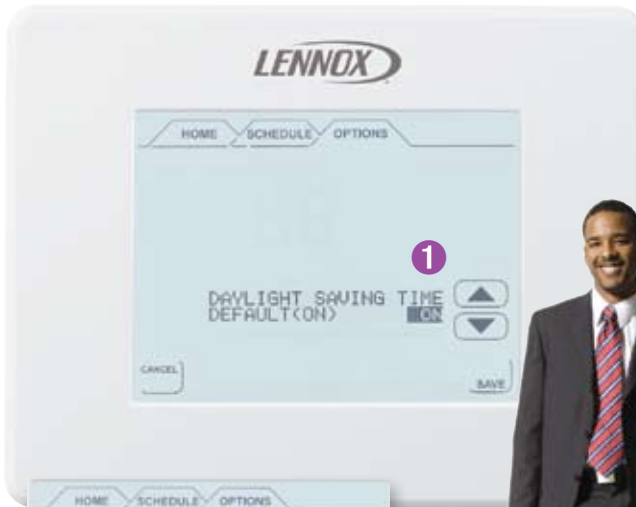 LENNOX
HOME SCHEDULE OPTIONS
1
DAYLIGHT SAVING TIME
DEFAULT(ON) ON
CANCEL
SAVE
HOME SCHEDULE OPTIONS